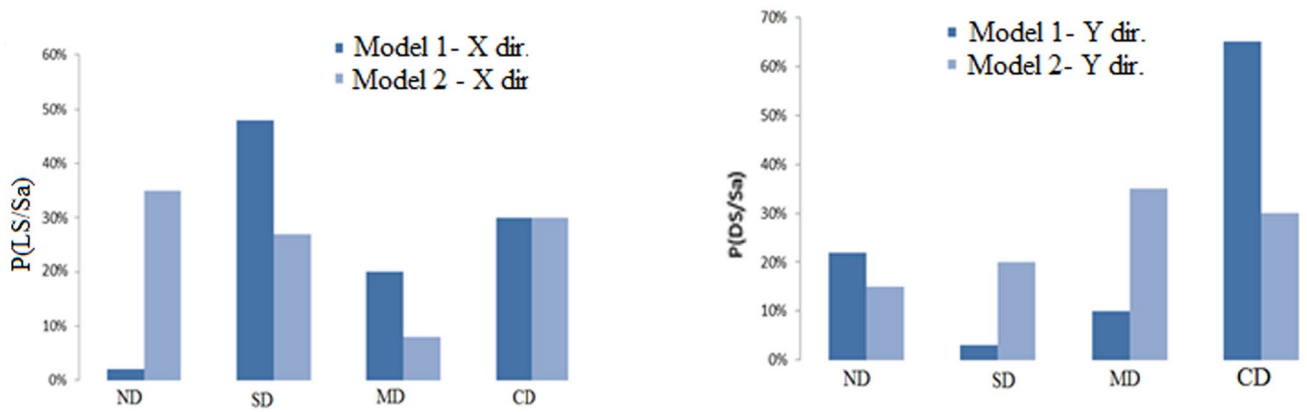 Model 1- X dir.
Model 2 - X dir
P(LS/Sa)
60%
50%
40%
30%
20%
10%
0%
ND SD MD CD
Model 1- Y dir.
Model 2- Y dir.
P(DS/Sa)
70%
60%
50%
40%
30%
20%
10%
0%
ND SD MD CD